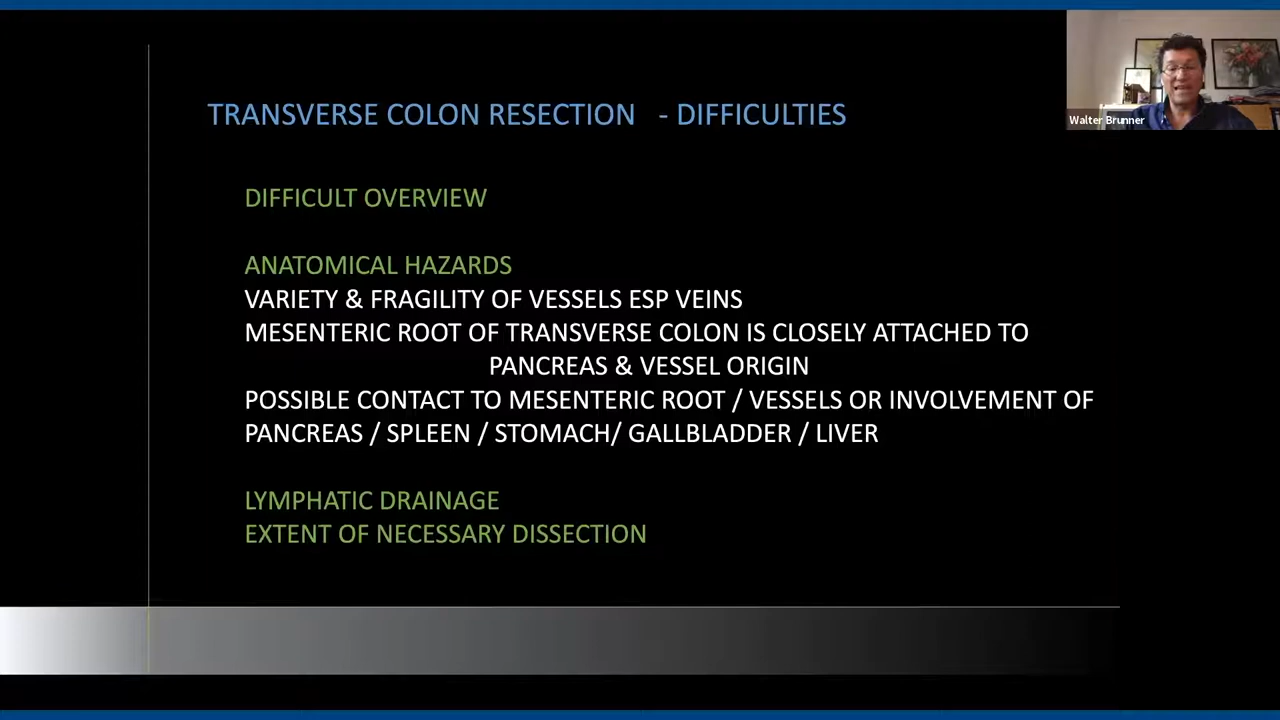 Walter Brunner
TRANSVERSE COLON RESECTION - DIFFICULTIES
DIFFICULT OVERVIEW
ANATOMICAL HAZARDS
VARIETY & FRAGILITY OF VESSELS ESP VEINS
MESENTERIC ROOT OF TRANSVERSE COLON IS CLOSELY ATTACHED TO
PANCREAS & VESSEL ORIGIN
POSSIBLE CONTACT TO MESENTERIC ROOT / VESSELS OR INVOLVEMENT OF
PANCREAS / SPLEEN / STOMACH/ GALLBLADDER / LIVER
LYMPHATIC DRAINAGE
EXTENT OF NECESSARY DISSECTION